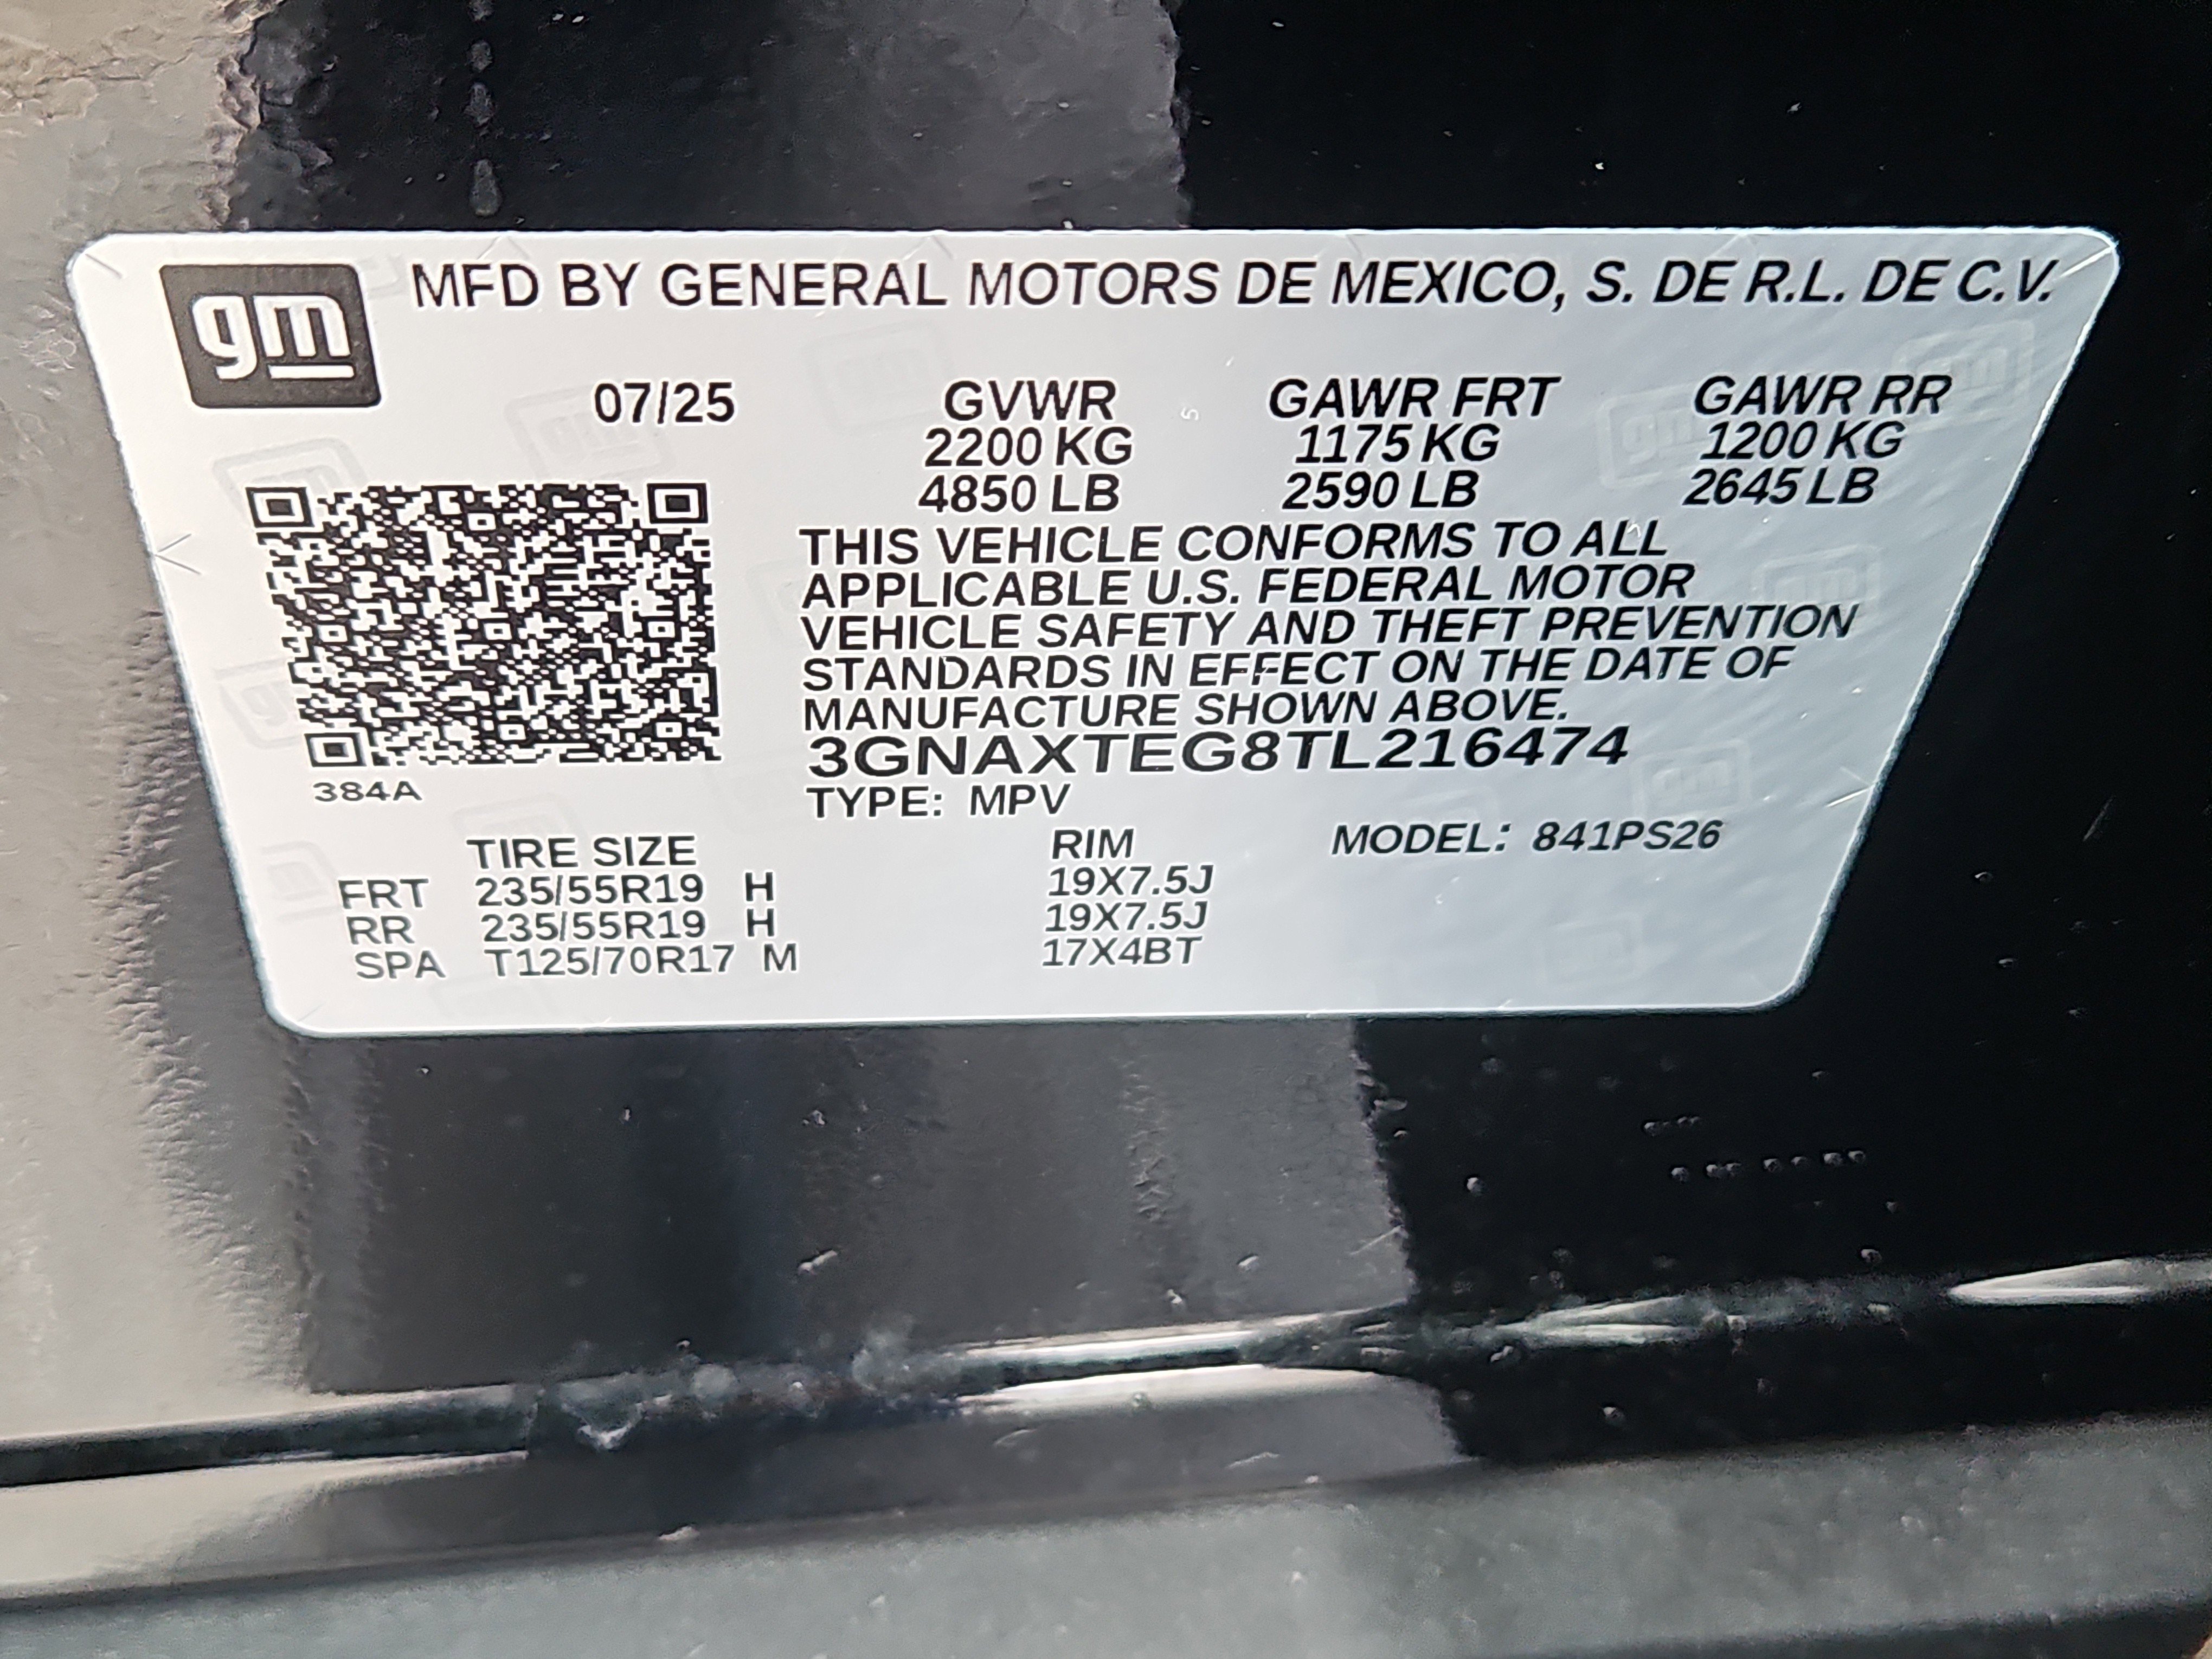 gm
MFD BY GENERAL MOTORS DE MEXICO, S. DE R.L. DE C.V.
07/25 GVWR GAWR FRT GAWR RR
2200 KG 1175 KG 1200 KG
4850 LB 2590 LB 2645 LB
THIS VEHICLE CONFORMS TO ALL
APPLICABLE U.S. FEDERAL MOTOR
VEHICLE SAFETY AND THEFT PREVENTION
STANDARDS IN EFFECT ON THE DATE OF
MANUFACTURE SHOWN ABOVE.
3GNAXTEG8TL216474
384A TYPE: MPV
TIRE SIZE RIM MODEL: 841PS26
FRT 235/55R19 H 19X7.5J
RR 235/55R19 H 19X7.5J
SPA T125/70R17 M 17X4BT